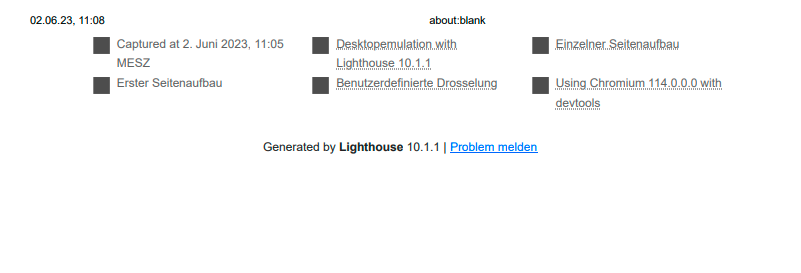 02.06.23, 11:08 about:blank
Captured at 2. Juni 2023, 11:05 MESZ
Desktopemulation with Lighthouse 10.1.1
Einzelner Seitenaufbau
Erster Seitenaufbau
Benutzerdefinierte Drosselung
Using Chromium 114.0.0.0 with devtools
Generated by Lighthouse 10.1.1 | Problem melden